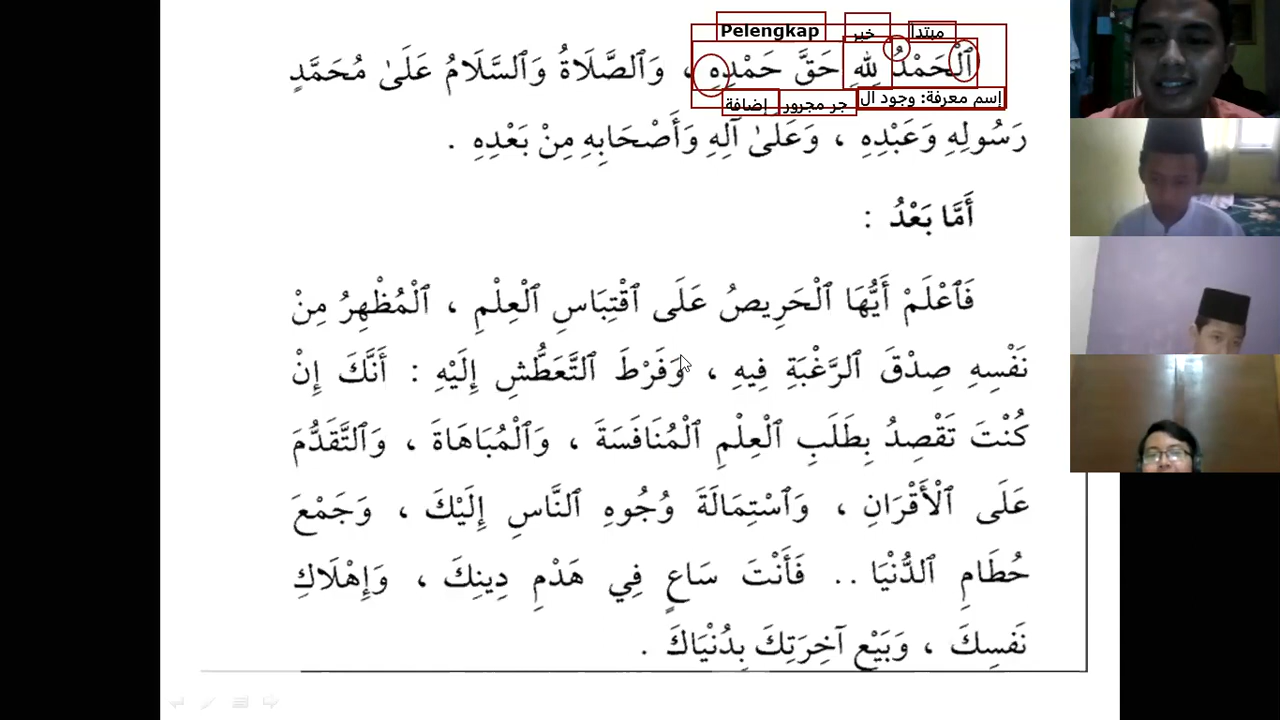 Pelengkap خبر مبتدأ
ٱلْحَمْدُ لِلّٰهِ حَقَّ حَمْدِهِ ، وَٱلصَّلَاةُ وَٱلسَّلَامُ عَلَىٰ مُحَمَّدٍ
إسم معرفة: وجود ال جر مجرور إضافة
رَسُولِهِ وَعَبْدِهِ ، وَعَلَىٰ آلِهِ وَأَصْحَابِهِ مِنْ بَعْدِهِ .
أَمَّا بَعْدُ :
فَٱعْلَمْ أَيُّهَا ٱلْحَرِيصُ عَلَى ٱقْتِبَاسِ ٱلْعِلْمِ ، ٱلْمُظْهِرُ مِنْ
نَفْسِهِ صِدْقَ ٱلرَّغْبَةِ فِيهِ ، وَفَرْطَ ٱلتَّعَطُّشِ إِلَيْهِ : أَنَّكَ إِنْ
كُنْتَ تَقْصِدُ بِطَلَبِ ٱلْعِلْمِ ٱلْمُنَافَسَةَ ، وَٱلْمُبَاهَاةَ ، وَٱلتَّقَدُّمَ
عَلَى ٱلْأَقْرَانِ ، وَٱسْتِمَالَةَ وُجُوهِ ٱلنَّاسِ إِلَيْكَ ، وَجَمْعَ
حُطَامِ ٱلدُّنْيَا .. فَأَنْتَ سَاعٍ فِي هَدْمِ دِينِكَ ، وَإِهْلَاكِ
نَفسِكَ ، وَبَيْعِ آخِرَتِكَ بِدُنْيَاكَ .